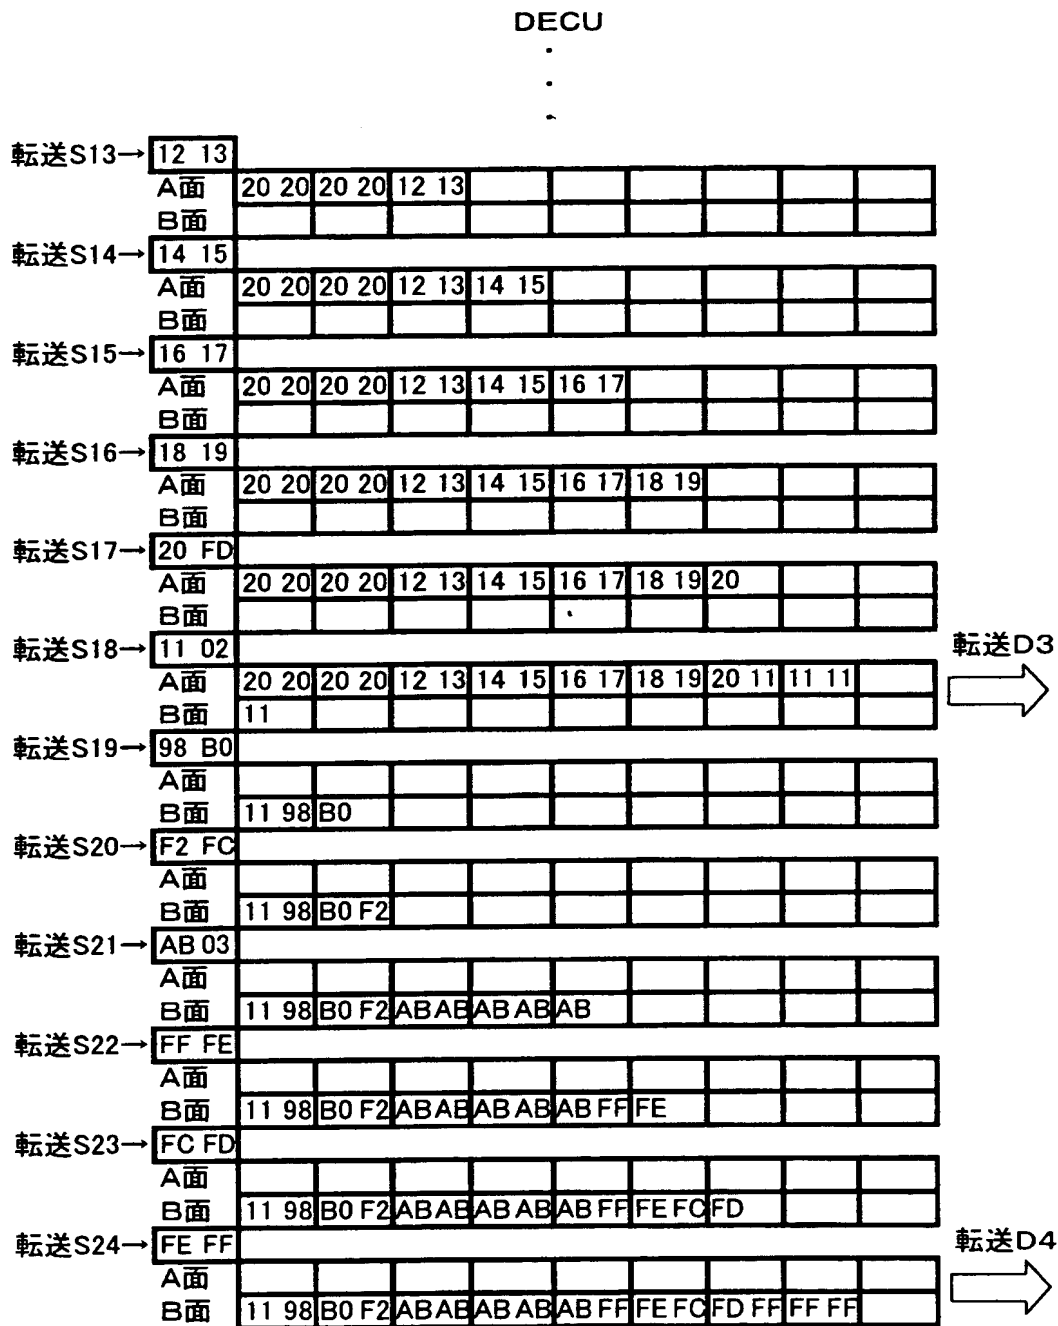 DECU
転送S13→ 12 13
A面 20 20 20 20 12 13
B面
転送S14→ 14 15
A面 20 20 20 20 12 13 14 15
B面
転送S15→ 16 17
A面 20 20 20 20 12 13 14 15 16 17
B面
転送S16→ 18 19
A面 20 20 20 20 12 13 14 15 16 17 18 19
B面
転送S17→ 20 FD
A面 20 20 20 20 12 13 14 15 16 17 18 19 20
B面
転送S18→ 11 02 転送D3
A面 20 20 20 20 12 13 14 15 16 17 18 19 20 11 11 11
B面 11
転送S19→ 98 B0
A面
B面 11 98 B0
転送S20→ F2 FC
A面
B面 11 98 B0 F2
転送S21→ AB 03
A面
B面 11 98 B0 F2 AB AB AB AB AB
転送S22→ FF FE
A面
B面 11 98 B0 F2 AB AB AB AB AB FF FE
転送S23→ FC FD
A面
B面 11 98 B0 F2 AB AB AB AB AB FF FE FC FD
転送S24→ FE FF 転送D4
A面
B面 11 98 B0 F2 AB AB AB AB AB FF FE FC FD FF FF FF